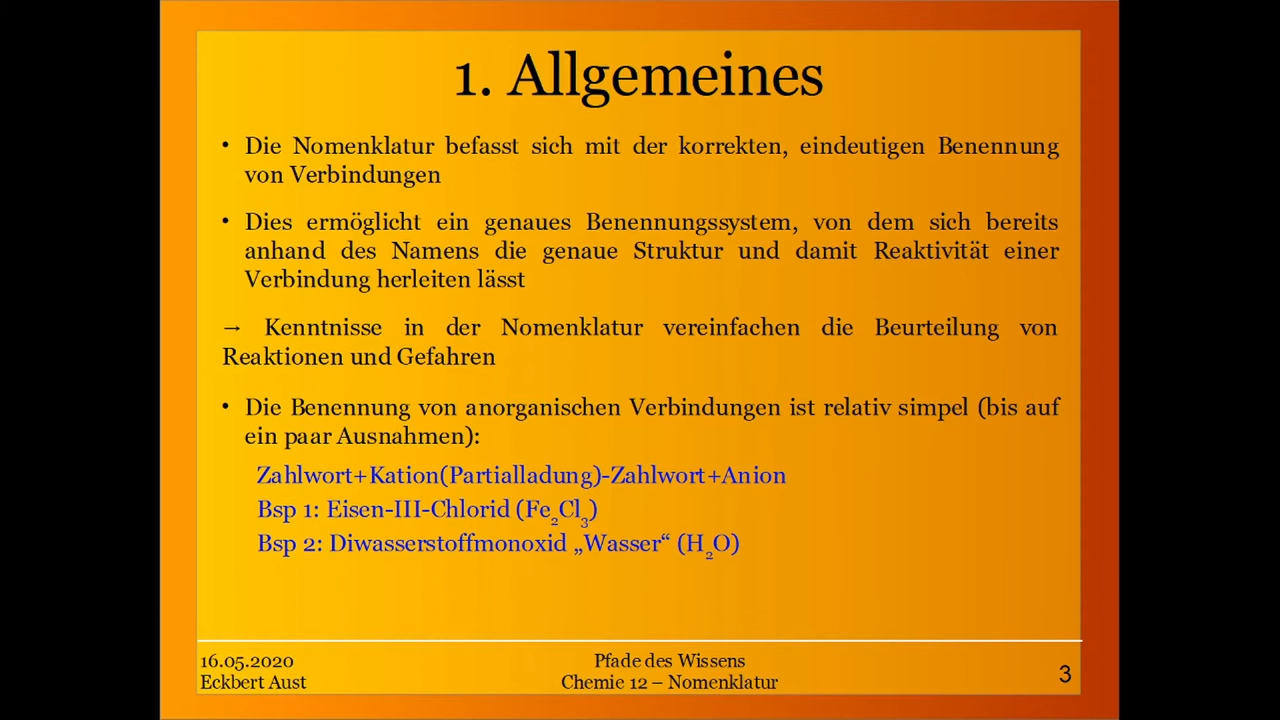 1. Allgemeines
• Die Nomenklatur befasst sich mit der korrekten, eindeutigen Benennung
von Verbindungen
• Dies ermöglicht ein genaues Benennungssystem, von dem sich bereits
anhand des Namens die genaue Struktur und damit Reaktivität einer
Verbindung herleiten lässt
→ Kenntnisse in der Nomenklatur vereinfachen die Beurteilung von
Reaktionen und Gefahren
• Die Benennung von anorganischen Verbindungen ist relativ simpel (bis auf
ein paar Ausnahmen):
Zahlwort+Kation(Partialladung)-Zahlwort+Anion
Bsp 1: Eisen-III-Chlorid (Fe₂Cl₃)
Bsp 2: Diwasserstoffmonoxid „Wasser“ (H₂O)
16.05.2020
Eckbert Aust
Pfade des Wissens
Chemie 12 – Nomenklatur
3